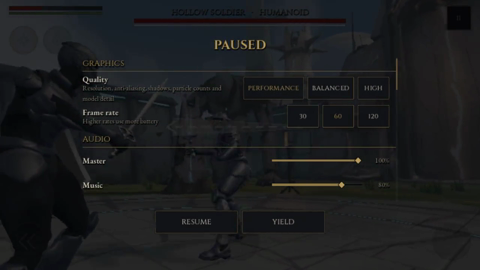 HOLLOW SOLDIER - HUMANOID
PAUSED
GRAPHICS
Quality
Resolution, anti-aliasing, shadows, particle counts and
model detail
PERFORMANCE
BALANCED
HIGH
Frame rate
Higher rates use more battery
30
60
120
AUDIO
Master
100%
Music
80%
RESUME
YIELD